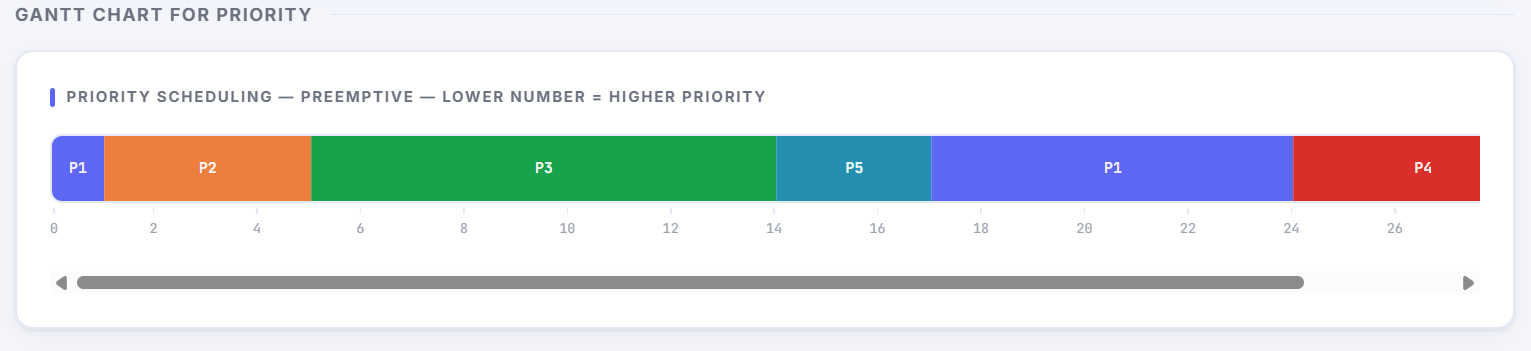 GANTT CHART FOR PRIORITY
PRIORITY SCHEDULING — PREEMPTIVE — LOWER NUMBER = HIGHER PRIORITY
P1 P2 P3 P5 P1 P4
0 2 4 6 8 10 12 14 16 18 20 22 24 26